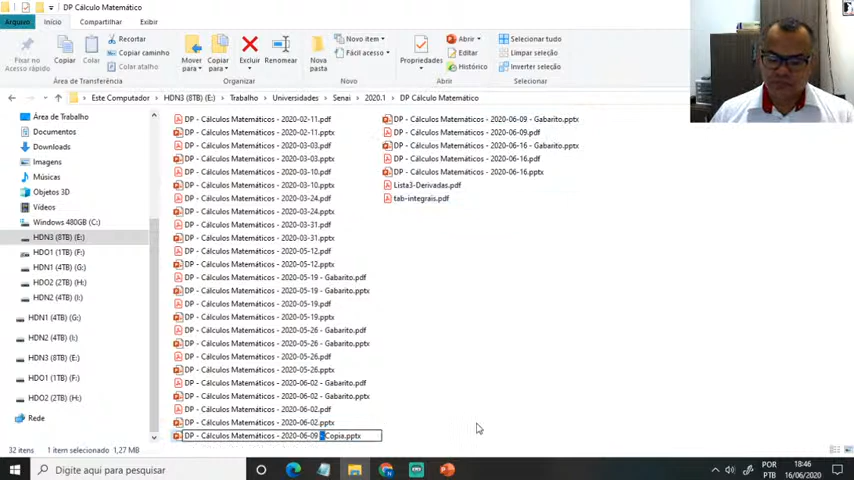 DP Cálculo Matemático
Arquivo Início Compartilhar Exibir
Fixar no Acesso rápido
Copiar
Colar
Recortar
Copiar caminho
Colar atalho
Mover para
Copiar para
Excluir
Renomear
Novo item
Fácil acesso
Propriedades
Abrir
Editar
Histórico
Selecionar tudo
Limpar seleção
Inverter seleção
Área de Transferência
Organizar
Novo
Abrir
Selecionar
Este Computador > HDN3 (8TB) (E:) > Trabalho > Universidades > Senai > 2020.1 > DP Cálculo Matemático
Área de Trabalho
Documentos
Downloads
Imagens
Músicas
Objetos 3D
Vídeos
Windows 480GB (C:)
HDN3 (8TB) (E:)
HDO1 (1TB) (F:)
HDN1 (4TB) (G:)
HDO2 (2TB) (H:)
HDN2 (4TB) (I:)
HDN1 (4TB) (G:)
HDN2 (4TB) (I:)
HDN3 (8TB) (E:)
HDO1 (1TB) (F:)
HDO2 (2TB) (H:)
Rede
DP - Cálculos Matemáticos - 2020-02-11.pdf
DP - Cálculos Matemáticos - 2020-02-11.pptx
DP - Cálculos Matemáticos - 2020-03-03.pdf
DP - Cálculos Matemáticos - 2020-03-03.pptx
DP - Cálculos Matemáticos - 2020-03-10.pdf
DP - Cálculos Matemáticos - 2020-03-10.pptx
DP - Cálculos Matemáticos - 2020-03-24.pdf
DP - Cálculos Matemáticos - 2020-03-24.pptx
DP - Cálculos Matemáticos - 2020-03-31.pdf
DP - Cálculos Matemáticos - 2020-03-31.pptx
DP - Cálculos Matemáticos - 2020-05-12.pdf
DP - Cálculos Matemáticos - 2020-05-12.pptx
DP - Cálculos Matemáticos - 2020-05-19 - Gabarito.pdf
DP - Cálculos Matemáticos - 2020-05-19 - Gabarito.pptx
DP - Cálculos Matemáticos - 2020-05-19.pdf
DP - Cálculos Matemáticos - 2020-05-19.pptx
DP - Cálculos Matemáticos - 2020-05-26 - Gabarito.pdf
DP - Cálculos Matemáticos - 2020-05-26 - Gabarito.pptx
DP - Cálculos Matemáticos - 2020-05-26.pdf
DP - Cálculos Matemáticos - 2020-05-26.pptx
DP - Cálculos Matemáticos - 2020-06-02 - Gabarito.pdf
DP - Cálculos Matemáticos - 2020-06-02 - Gabarito.pptx
DP - Cálculos Matemáticos - 2020-06-02.pdf
DP - Cálculos Matemáticos - 2020-06-02.pptx
DP - Cálculos Matemáticos - 2020-06-09 - Copia.pptx
DP - Cálculos Matemáticos - 2020-06-09 - Gabarito.pptx
DP - Cálculos Matemáticos - 2020-06-09.pdf
DP - Cálculos Matemáticos - 2020-06-16 - Gabarito.pptx
DP - Cálculos Matemáticos - 2020-06-16.pdf
DP - Cálculos Matemáticos - 2020-06-16.pptx
Lista3-Derivadas.pdf
tab-integrais.pdf
32 itens 1 item selecionado 1,27 MB
Digite aqui para pesquisar
POR
PTB
18:46
16/06/2020